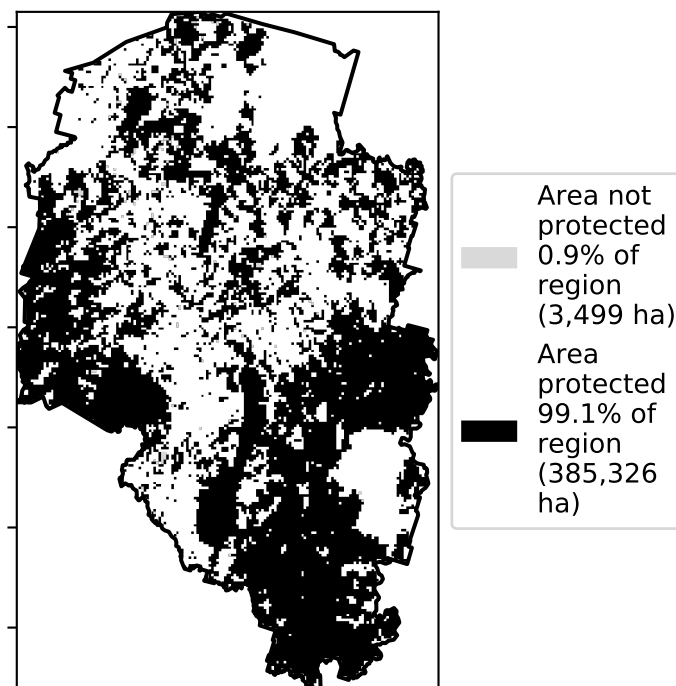 Area not
protected
0.9% of
region
(3,499 ha)
Area
protected
99.1% of
region
(385,326
ha)